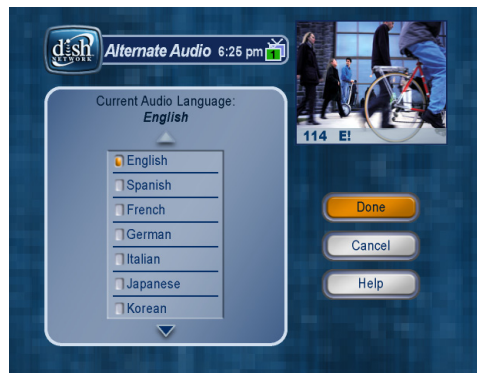 dish
NETWORK
Alternate Audio 6:25 pm
1
114 E!
Current Audio Language:
English
English
Spanish
French
German
Italian
Japanese
Korean
Done
Cancel
Help